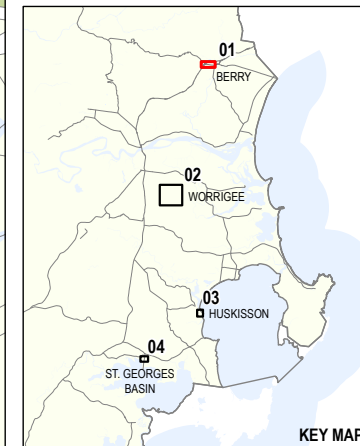 01
BERRY
02
WORRIGEE
03
HUSKISSON
04
ST. GEORGES
BASIN
KEY MAP